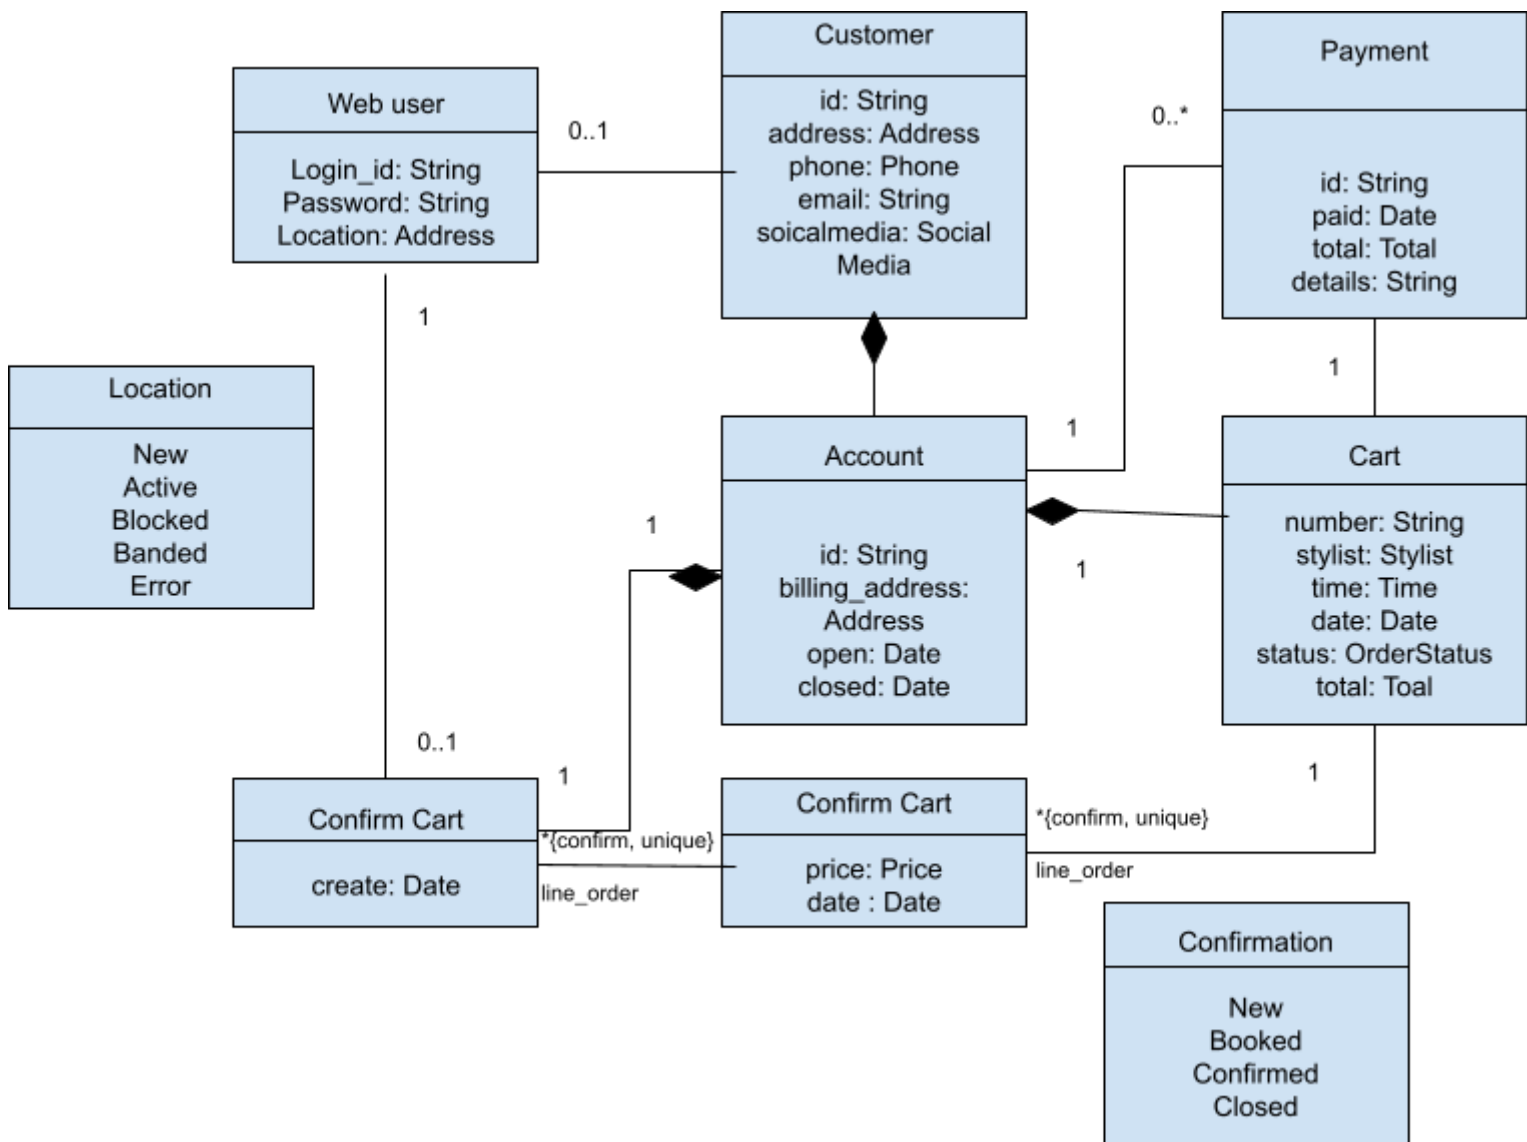 Customer
id: String
address: Address
phone: Phone
email: String
soicalmedia: Social
Media
Payment
id: String
paid: Date
total: Total
details: String
Web user
Login_id: String
Password: String
Location: Address
0..1
0..*
1
1
Location
New
Active
Blocked
Banded
Error
Account
id: String
billing_address:
Address
open: Date
closed: Date
1
1
1
Cart
number: String
stylist: Stylist
time: Time
date: Date
status: OrderStatus
total: Toal
0..1
1
1
Confirm Cart
create: Date
*{confirm, unique}
line_order
Confirm Cart
price: Price
date : Date
*{confirm, unique}
line_order
Confirmation
New
Booked
Confirmed
Closed